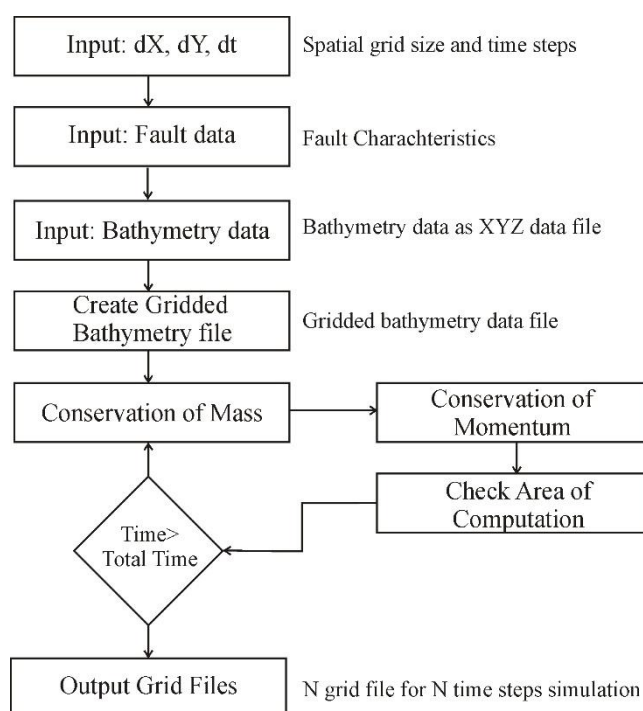 Input: dX, dY, dt
Spatial grid size and time steps
Input: Fault data
Fault Charachteristics
Input: Bathymetry data
Bathymetry data as XYZ data file
Create Gridded
Bathymetry file
Gridded bathymetry data file
Conservation of Mass
Conservation of
Momentum
Check Area of
Computation
Time>
Total Time
Output Grid Files
N grid file for N time steps simulation